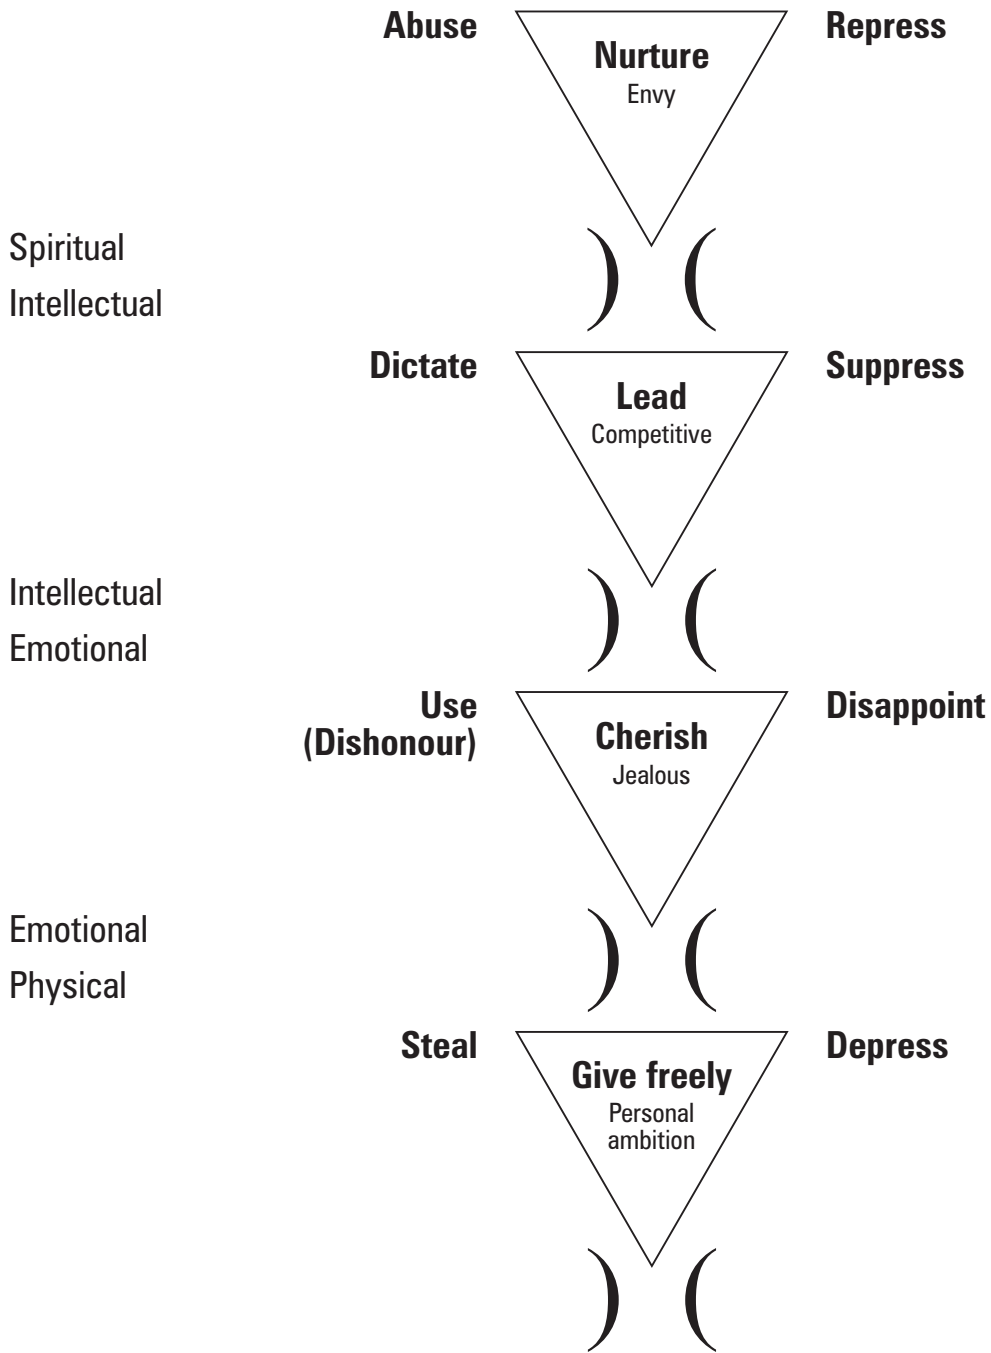 Abuse
Nurture
Envy
Repress
Spiritual
Intellectual
Dictate
Lead
Competitive
Suppress
Intellectual
Emotional
Use
(Dishonour)
Cherish
Jealous
Disappoint
Emotional
Physical
Steal
Give freely
Personal
ambition
Depress